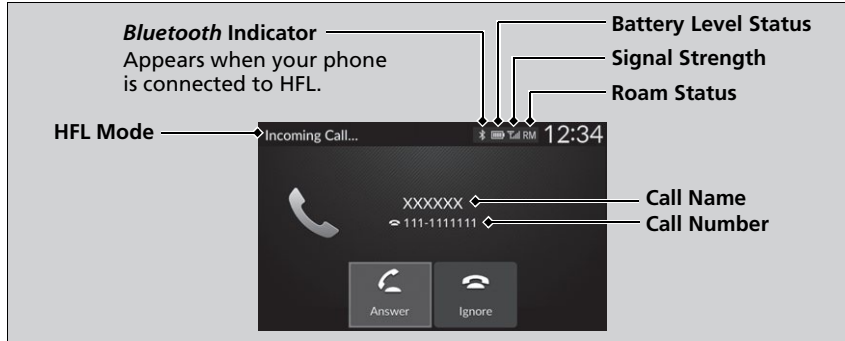 Bluetooth Indicator
Appears when your phone
is connected to HFL.
Battery Level Status
Signal Strength
Roam Status
HFL Mode
Incoming Call...
RM 12:34
XXXXXX
111-1111111
Call Name
Call Number
Answer
Ignore